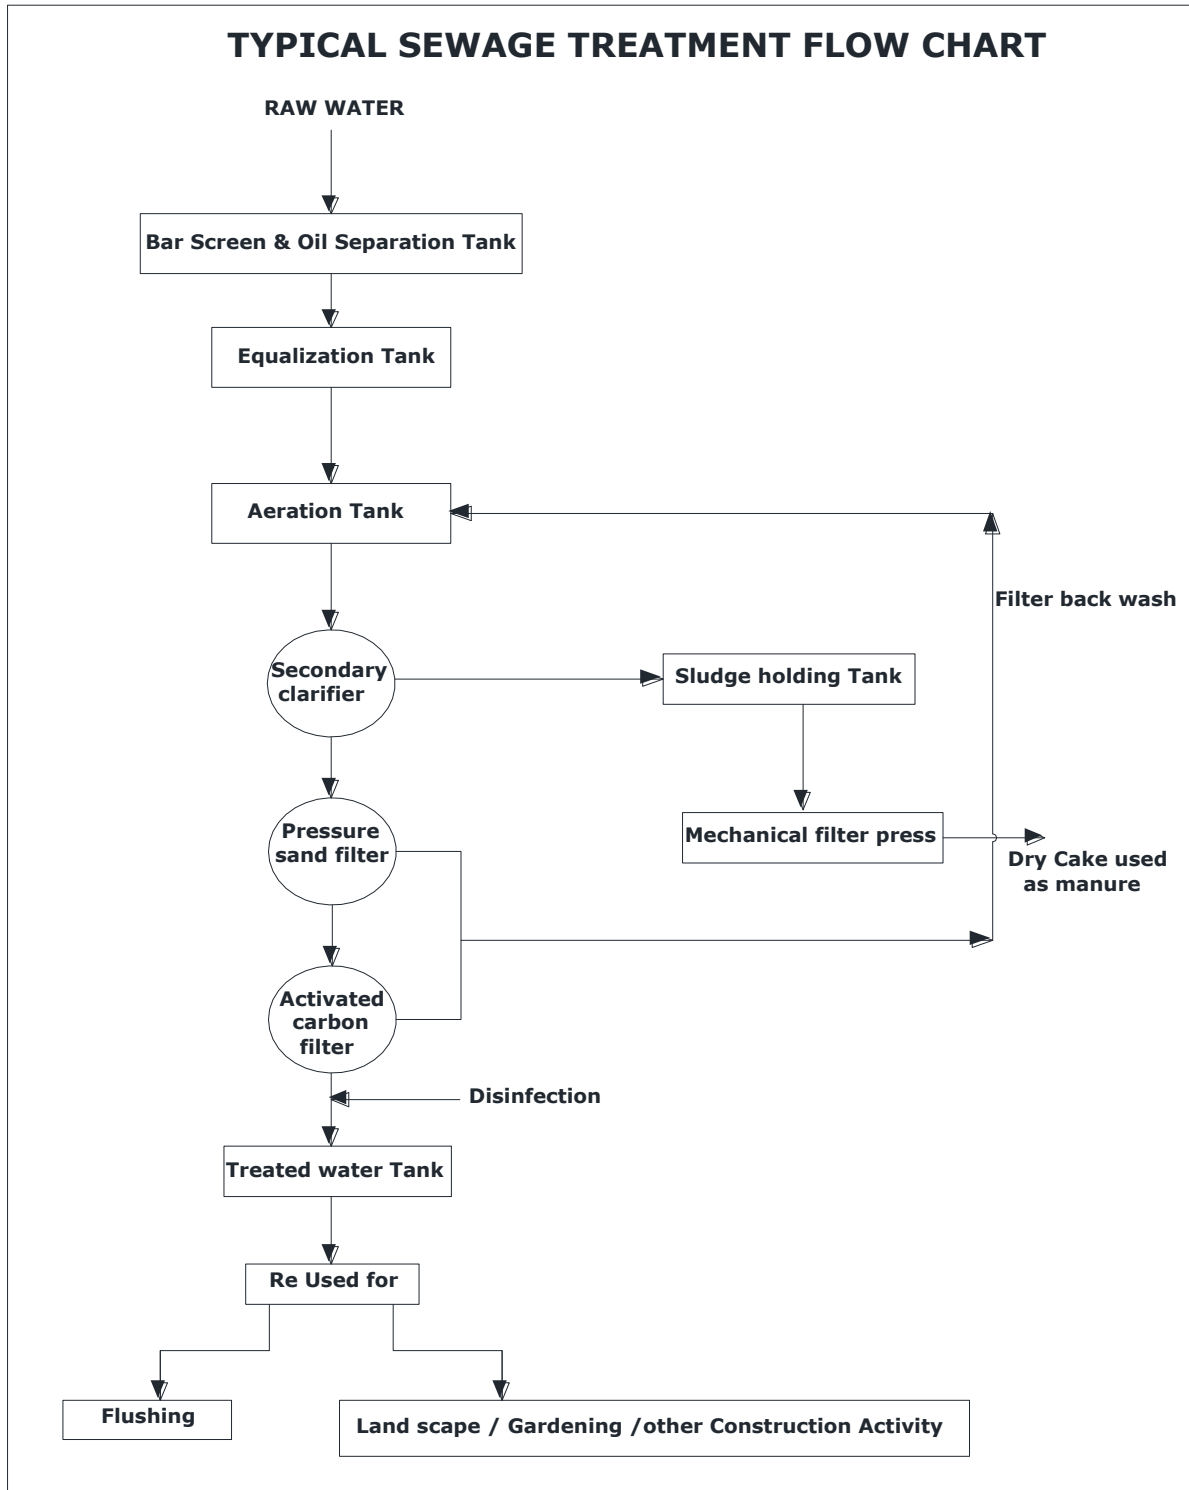 TYPICAL SEWAGE TREATMENT FLOW CHART
RAW WATER
Bar Screen & Oil Separation Tank
Equalization Tank
Aeration Tank
Filter back wash
Secondary
clarifier
Sludge holding Tank
Pressure
sand filter
Mechanical filter press
Dry Cake used
as manure
Activated
carbon
filter
Disinfection
Treated water Tank
Re Used for
Flushing
Land scape / Gardening /other Construction Activity